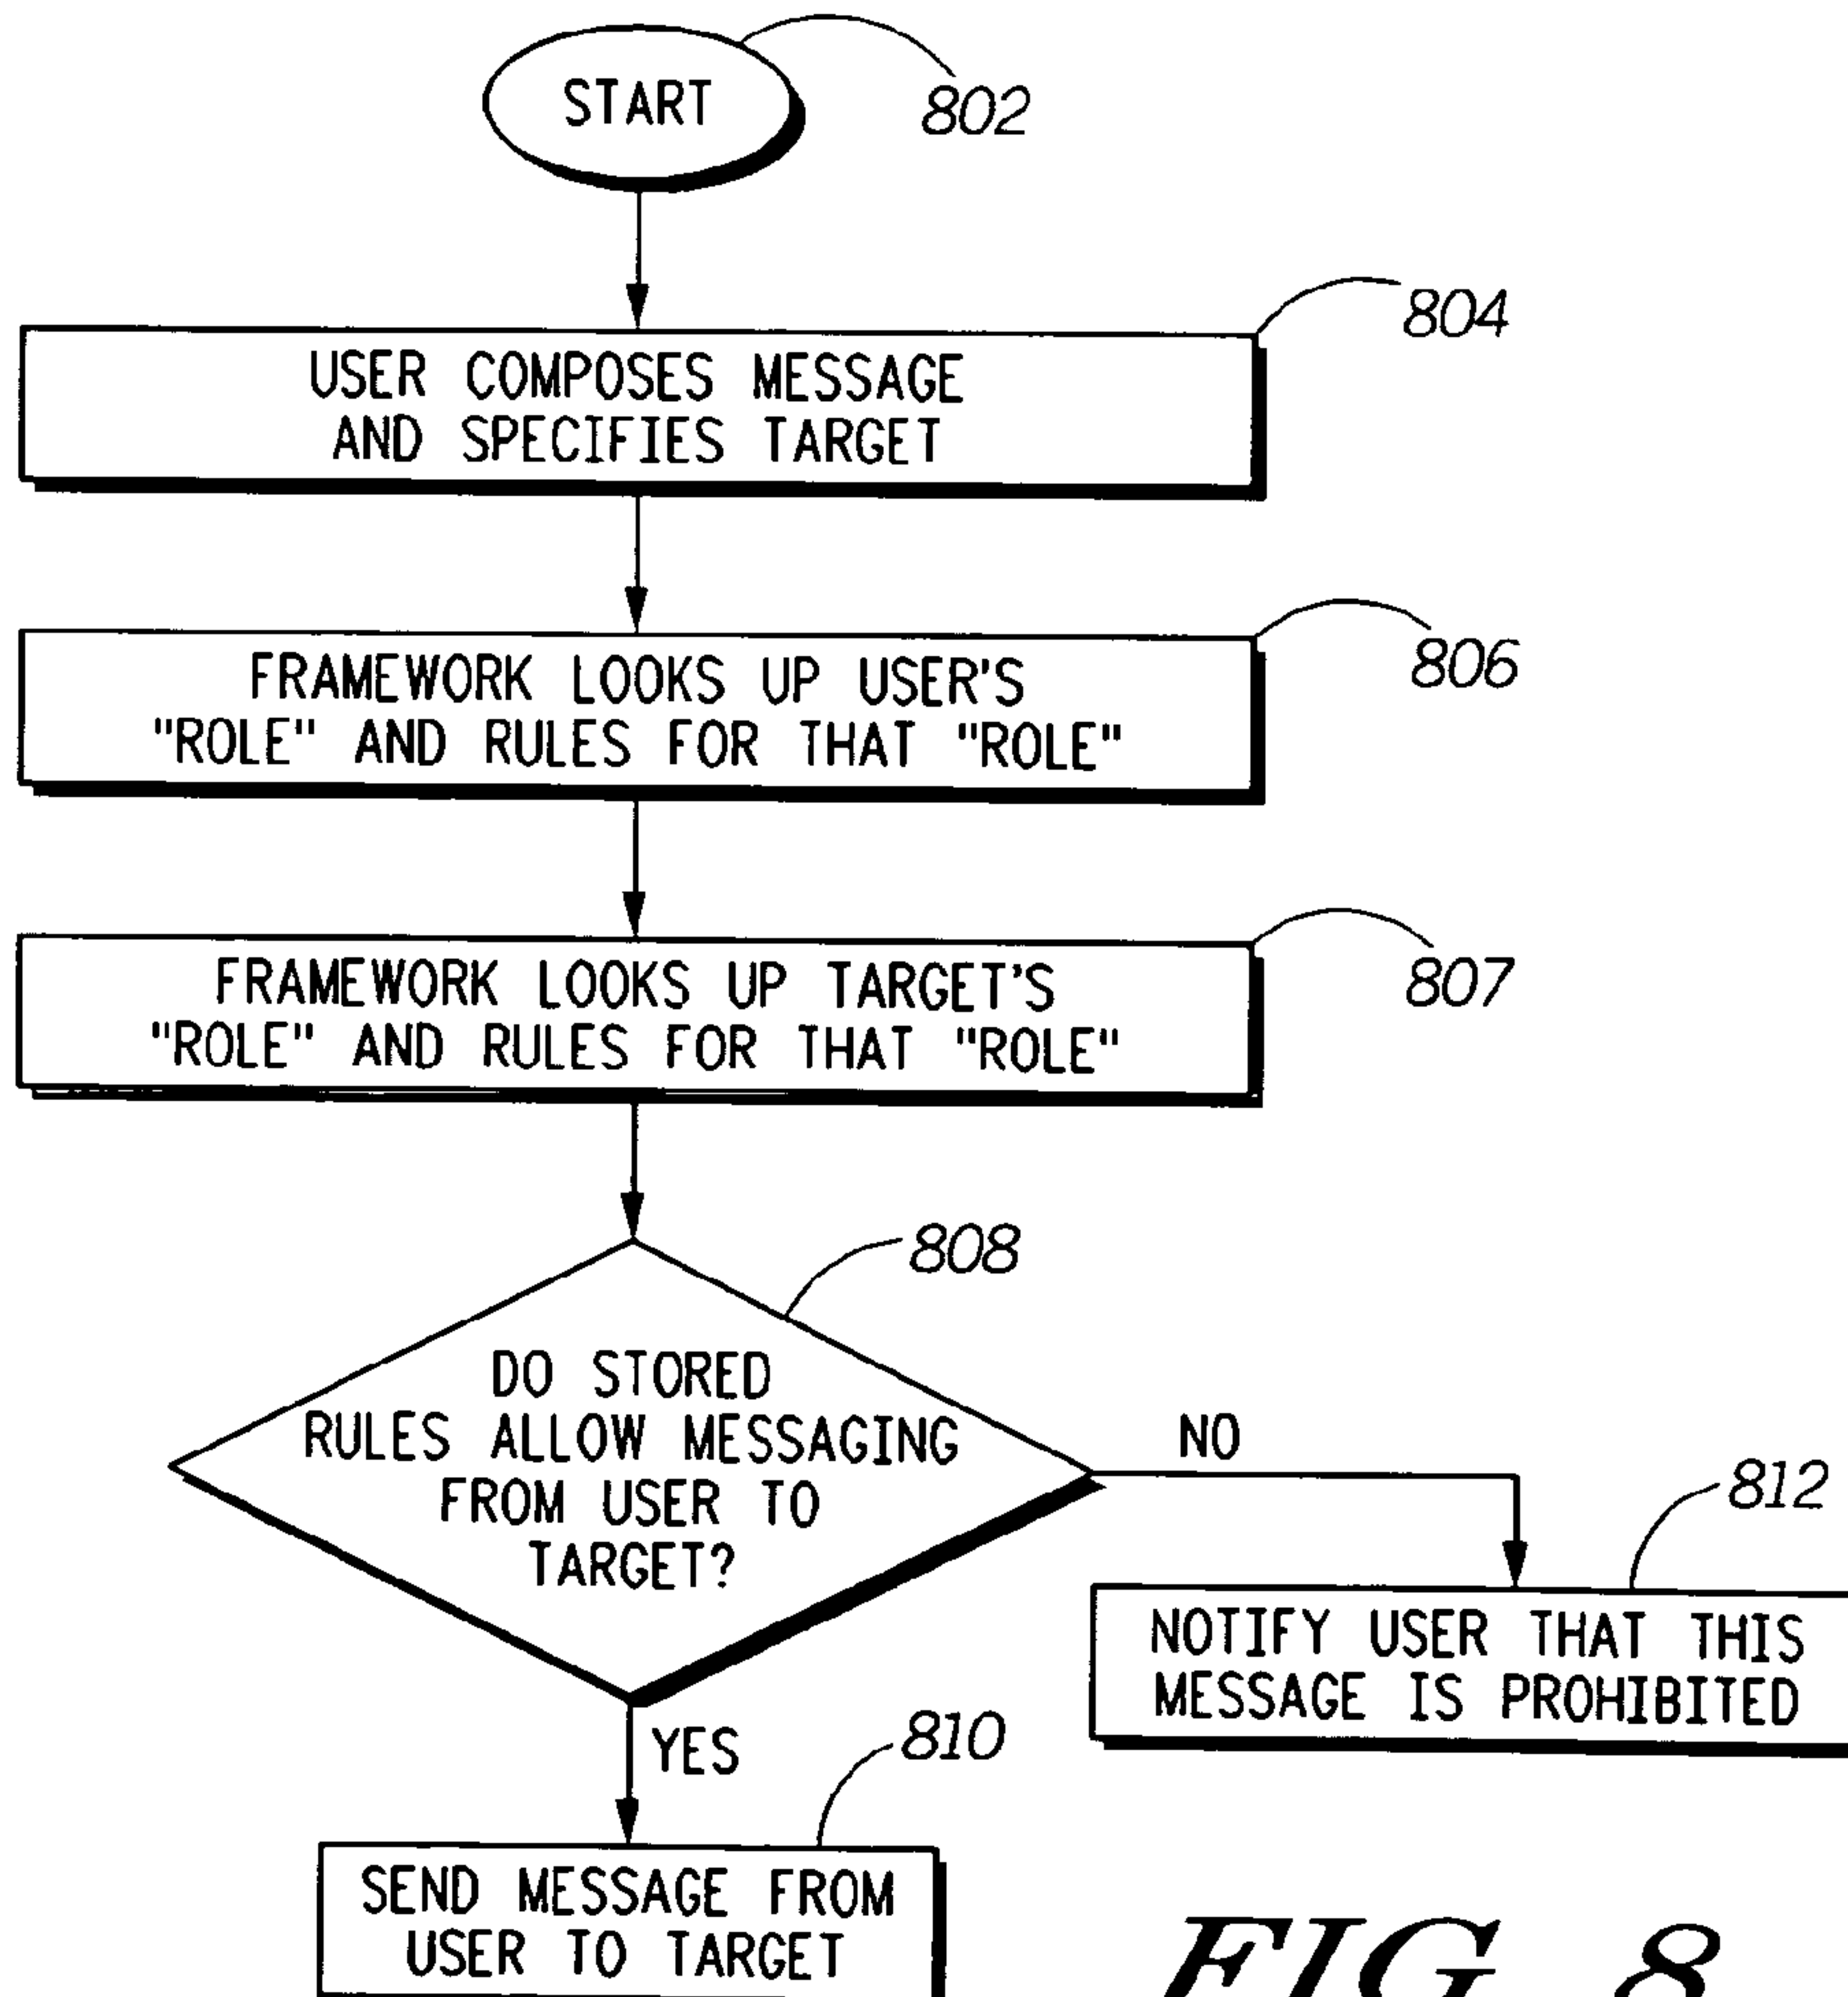 START
802
804
USER COMPOSES MESSAGE
AND SPECIFIES TARGET
806
FRAMEWORK LOOKS UP USER'S
"ROLE" AND RULES FOR THAT "ROLE"
807
FRAMEWORK LOOKS UP TARGET'S
"ROLE" AND RULES FOR THAT "ROLE"
808
DO STORED
RULES ALLOW MESSAGING
FROM USER TO
TARGET?
NO
812
NOTIFY USER THAT THIS
MESSAGE IS PROHIBITED
YES
810
SEND MESSAGE FROM
USER TO TARGET
FIG. 8